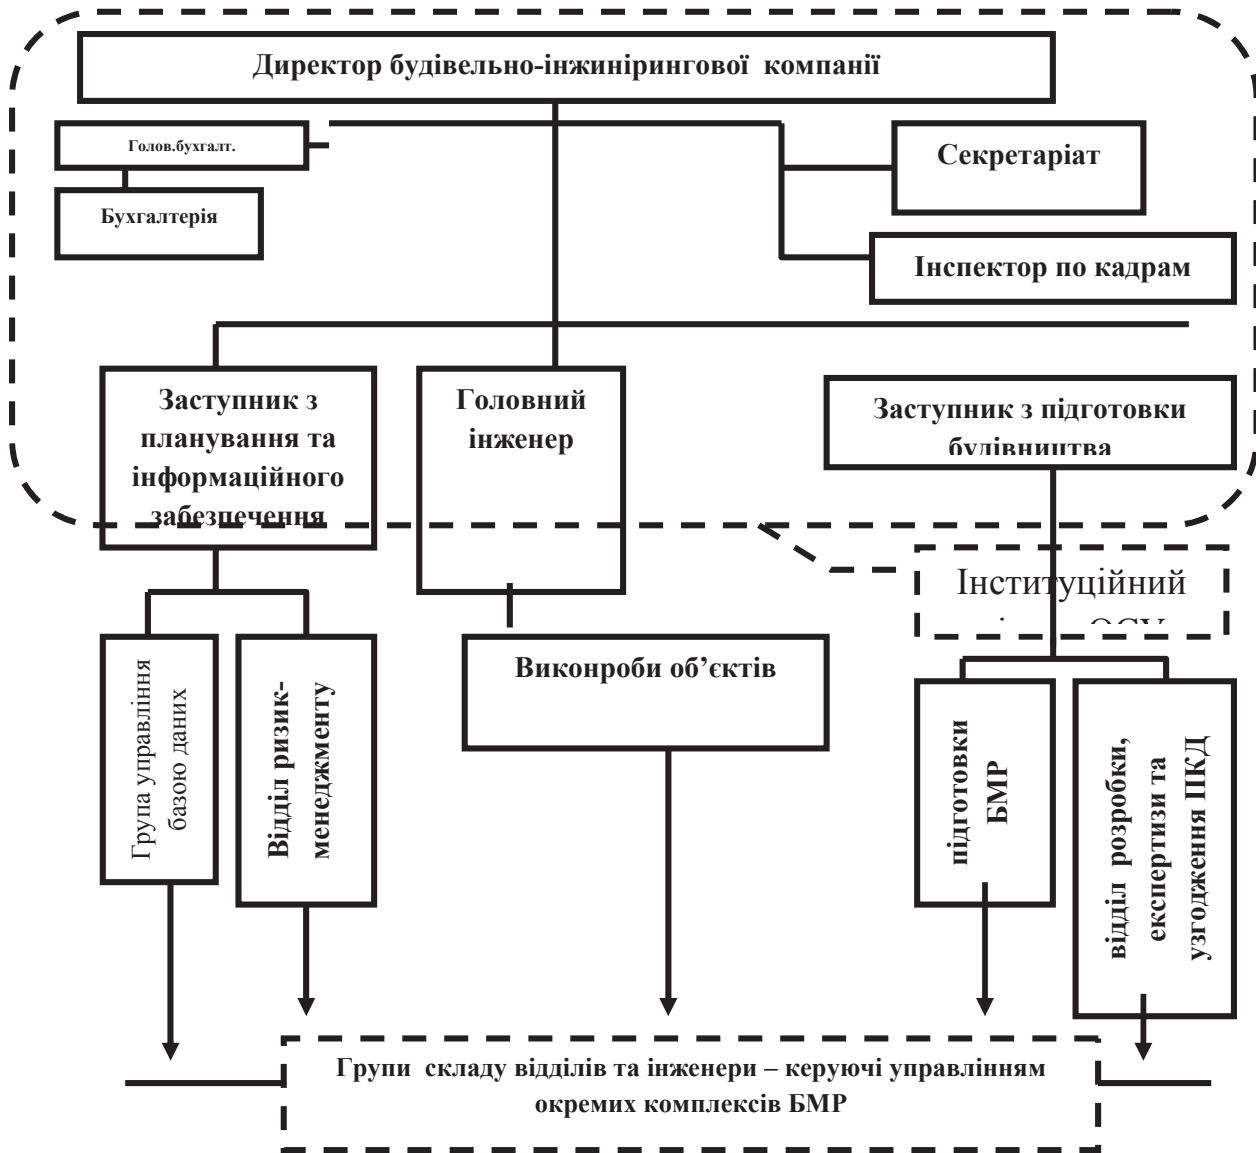 Директор будівельно-інжинірингової компанії
Голов.бухгалт.
Секретаріат
Бухгалтерія
Інспектор по кадрам
Заступник з
планування та
інформаційного
забезпечення
Головний
інженер
Заступник з підготовки
будівництва
Інституційний
ОСУ
Виконроби об’єктів
Група управління
базою даних
Відділ ризик-
менеджменту
підготовки
БМР
відділ розробки,
експертизи та
узгодження ПКД
Групи складу відділів та інженери – керуючі управлінням
окремих комплексів БМР